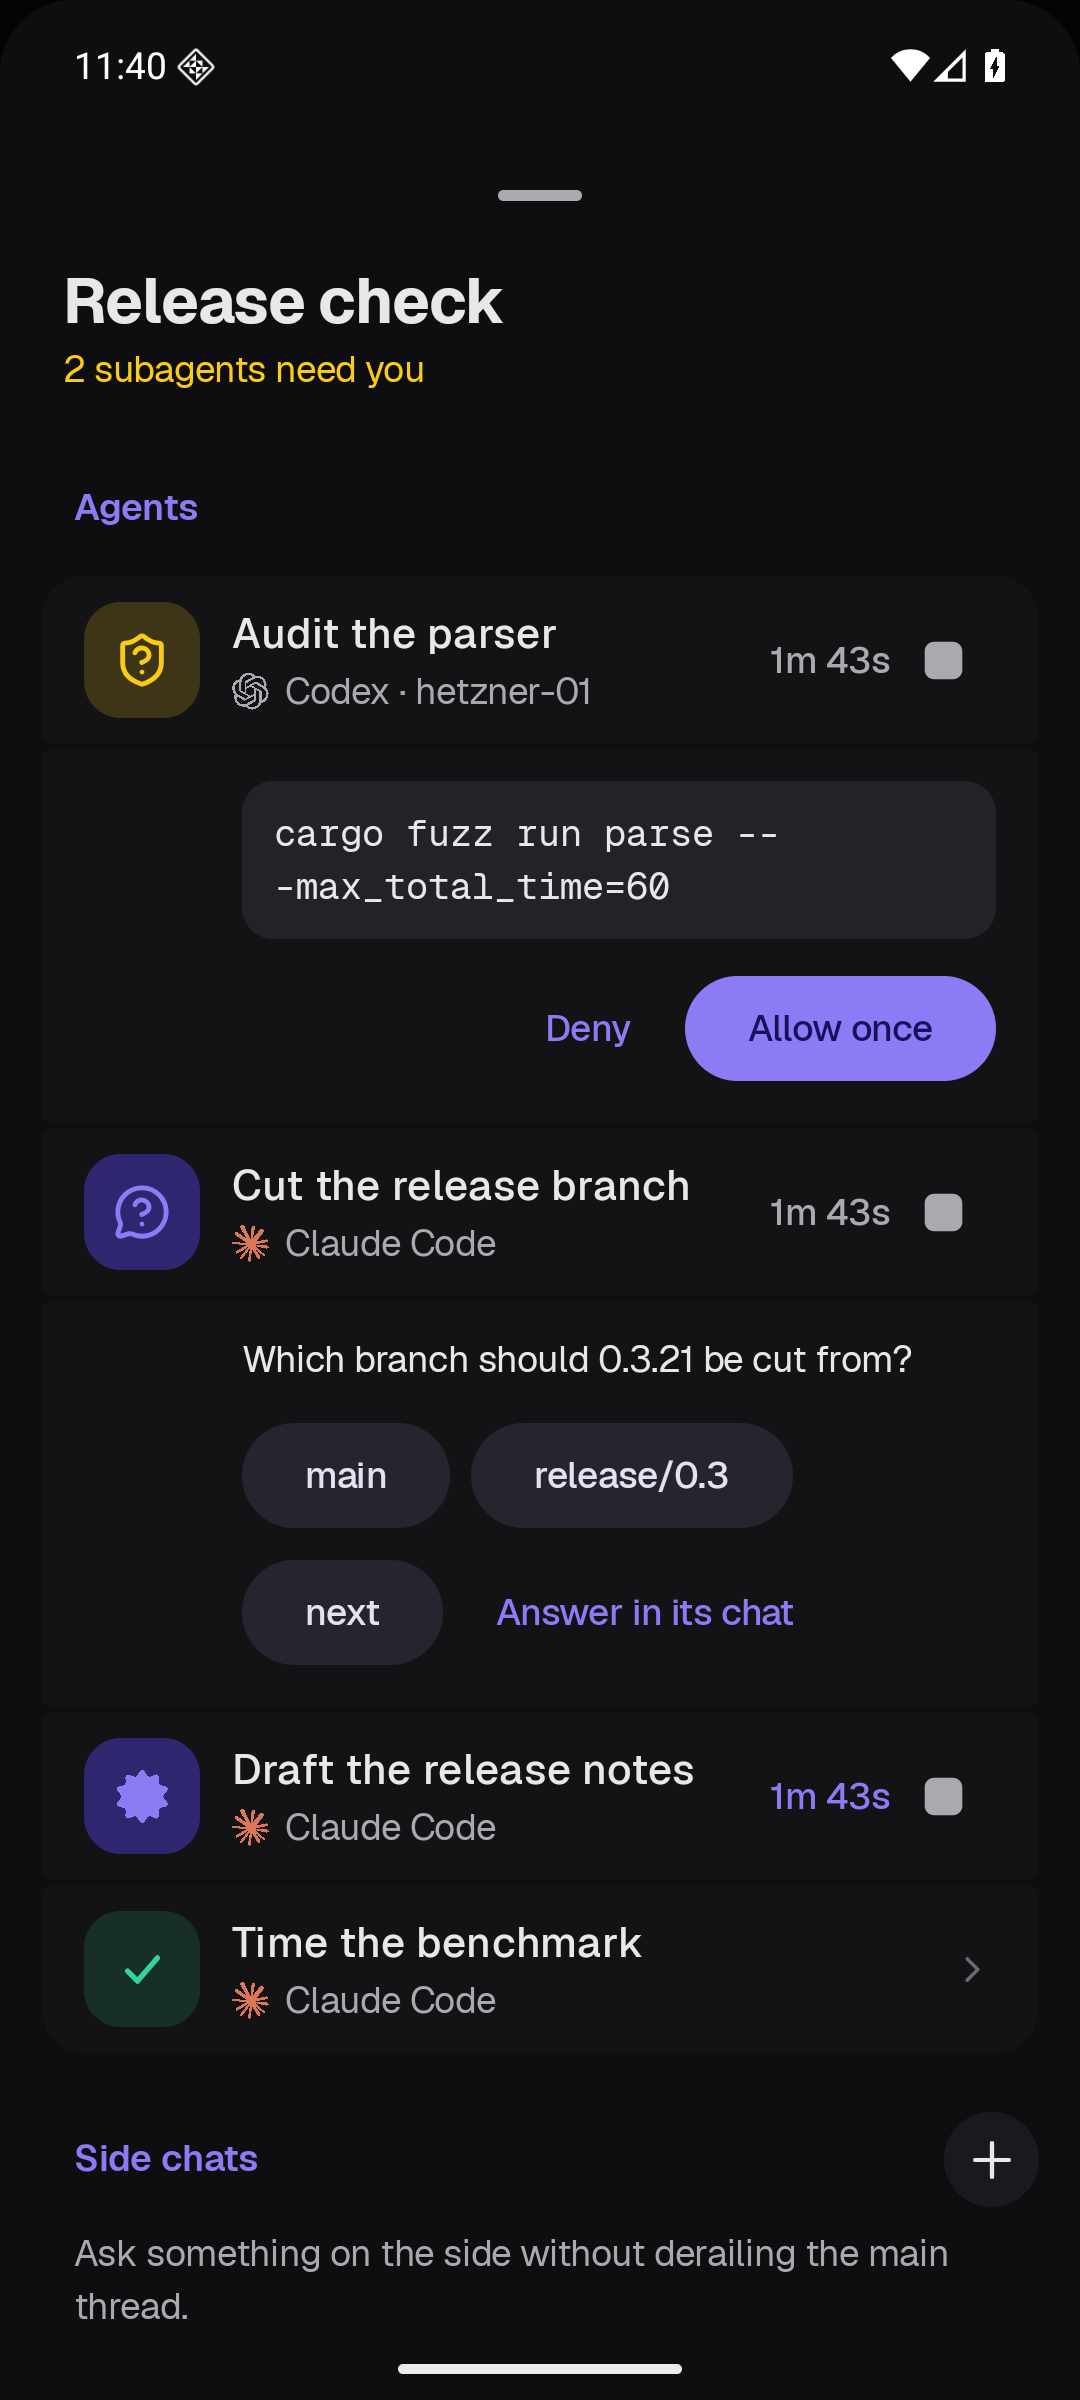 11:40
Release check
2 subagents need you
Agents
Audit the parser
1m 43s
Codex · hetzner-01
cargo fuzz run parse --
-max_total_time=60
Deny
Allow once
Cut the release branch
1m 43s
Claude Code
Which branch should 0.3.21 be cut from?
main
release/0.3
next
Answer in its chat
Draft the release notes
1m 43s
Claude Code
Time the benchmark
Claude Code
Side chats
Ask something on the side without derailing the main
thread.